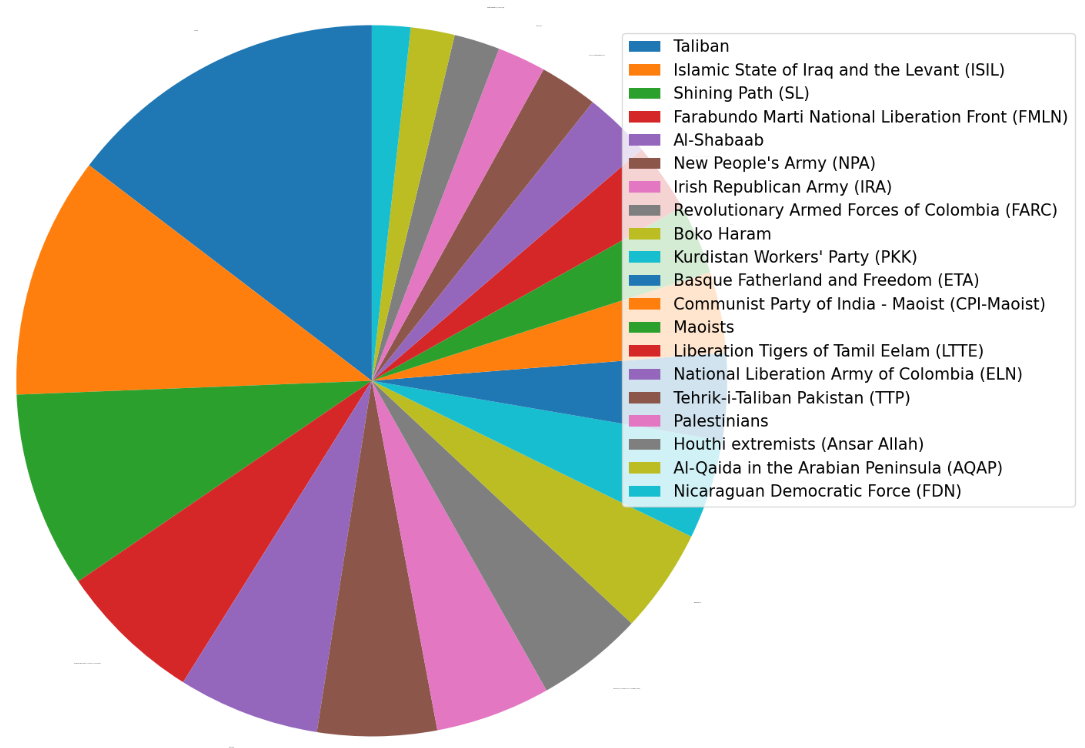 Taliban
Islamic State of Iraq and the Levant (ISIL)
Shining Path (SL)
Farabundo Marti National Liberation Front (FMLN)
Al-Shabaab
New People's Army (NPA)
Irish Republican Army (IRA)
Revolutionary Armed Forces of Colombia (FARC)
Boko Haram
Kurdistan Workers' Party (PKK)
Basque Fatherland and Freedom (ETA)
Communist Party of India - Maoist (CPI-Maoist)
Maoists
Liberation Tigers of Tamil Eelam (LTTE)
National Liberation Army of Colombia (ELN)
Tehrik-i-Taliban Pakistan (TTP)
Palestinians
Houthi extremists (Ansar Allah)
Al-Qaida in the Arabian Peninsula (AQAP)
Nicaraguan Democratic Force (FDN)